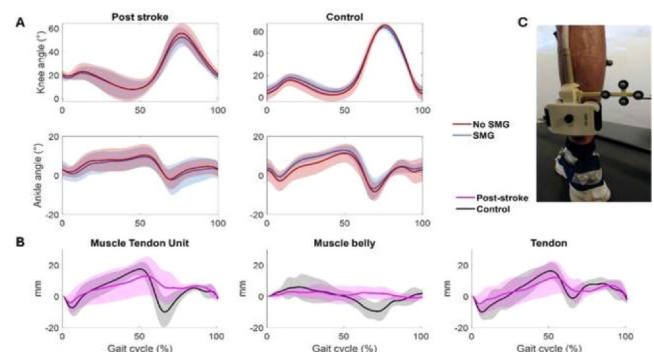 A
Post stroke
Control
C
Knee angle (°)
60
40
20
0
0
50
100
60
40
20
0
0
50
100
No SMG
SMG
Ankle angle (°)
20
0
-20
0
50
100
20
0
-20
0
50
100
Post-stroke
Control
B
Muscle Tendon Unit
Muscle belly
Tendon
mm
20
0
-20
0
50
100
Gait cycle (%)
mm
20
0
-20
0
50
100
Gait cycle (%)
mm
20
0
-20
0
50
100
Gait cycle (%)